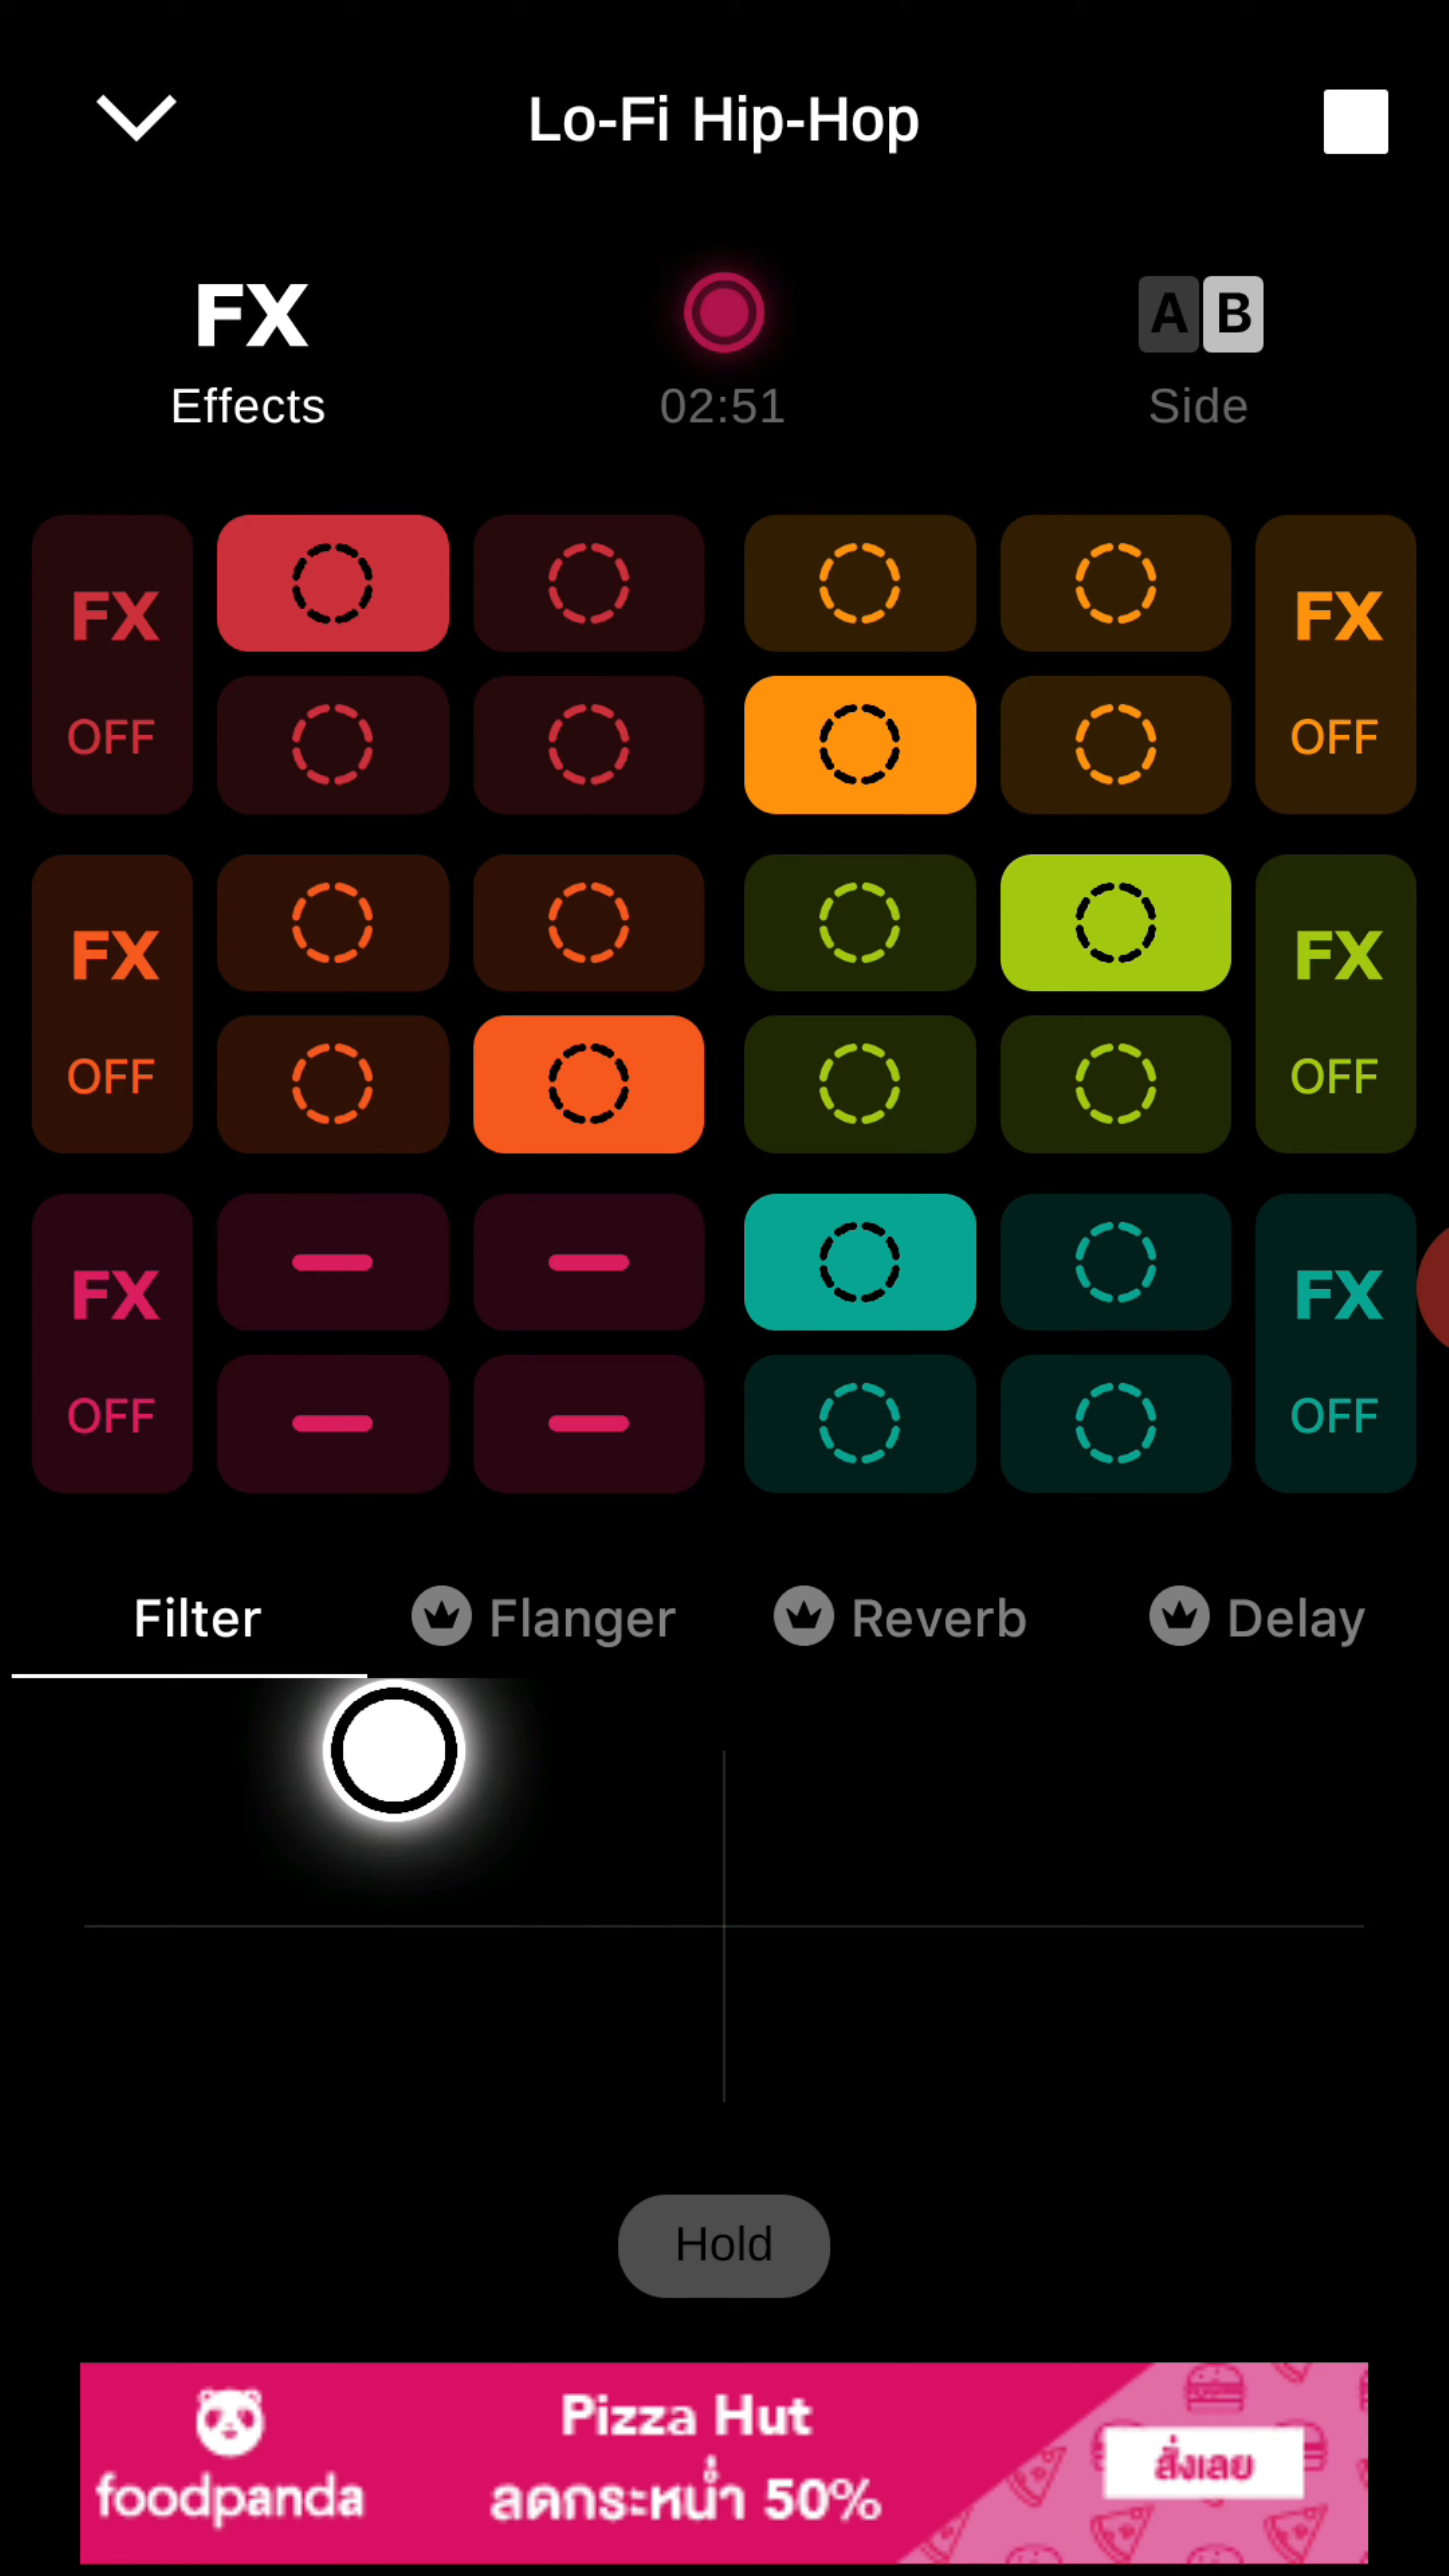 Lo-Fi Hip-Hop
FX
Effects
02:51
A B
Side
FX
OFF
FX
OFF
FX
OFF
FX
OFF
FX
OFF
FX
OFF
Filter
Flanger
Reverb
Delay
Hold
foodpanda
Pizza Hut
ลดกระหน่ำ 50%
สั่งเลย